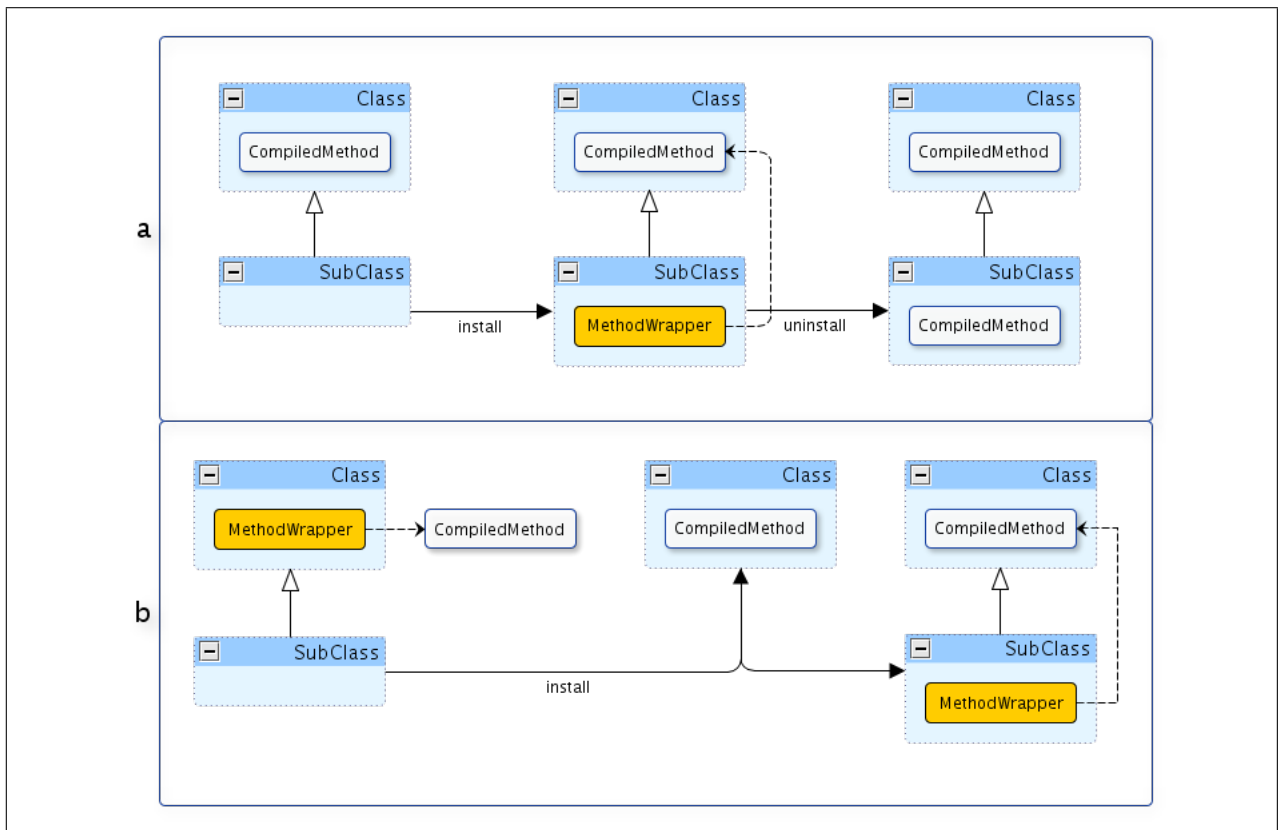 Class
Class
Class
CompiledMethod
CompiledMethod
CompiledMethod
a
SubClass
SubClass
SubClass
install
MethodWrapper
uninstall
CompiledMethod
Class
Class
Class
MethodWrapper
CompiledMethod
CompiledMethod
CompiledMethod
b
SubClass
SubClass
install
MethodWrapper